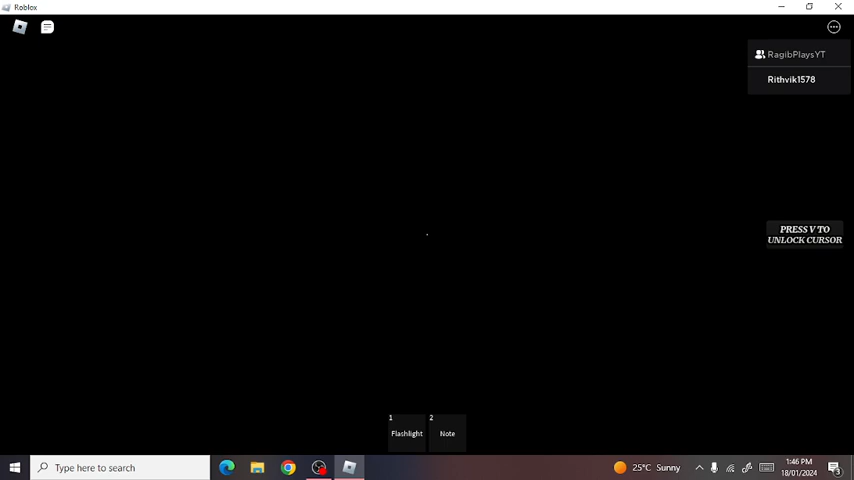 Roblox
RagibPlaysYT
Rithvik1578
PRESS V TO
UNLOCK CURSOR
1
2
Flashlight
Note
Type here to search
25°C Sunny
1:46 PM
18/01/2024
3